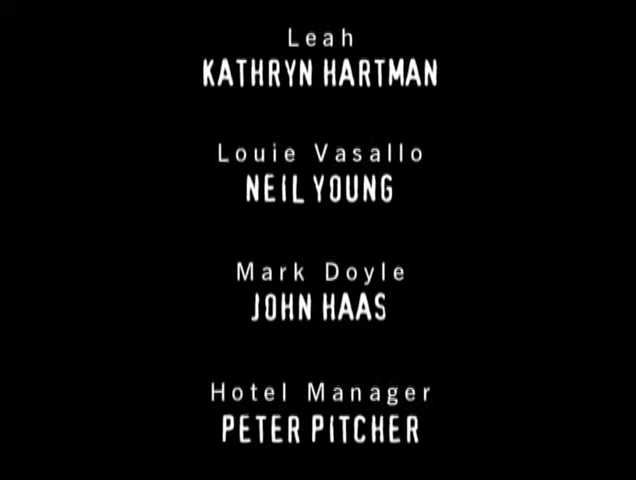 Leah
KATHRYN HARTMAN
Louie Vasallo
NEIL YOUNG
Mark Doyle
JOHN HAAS
Hotel Manager
PETER PITCHER